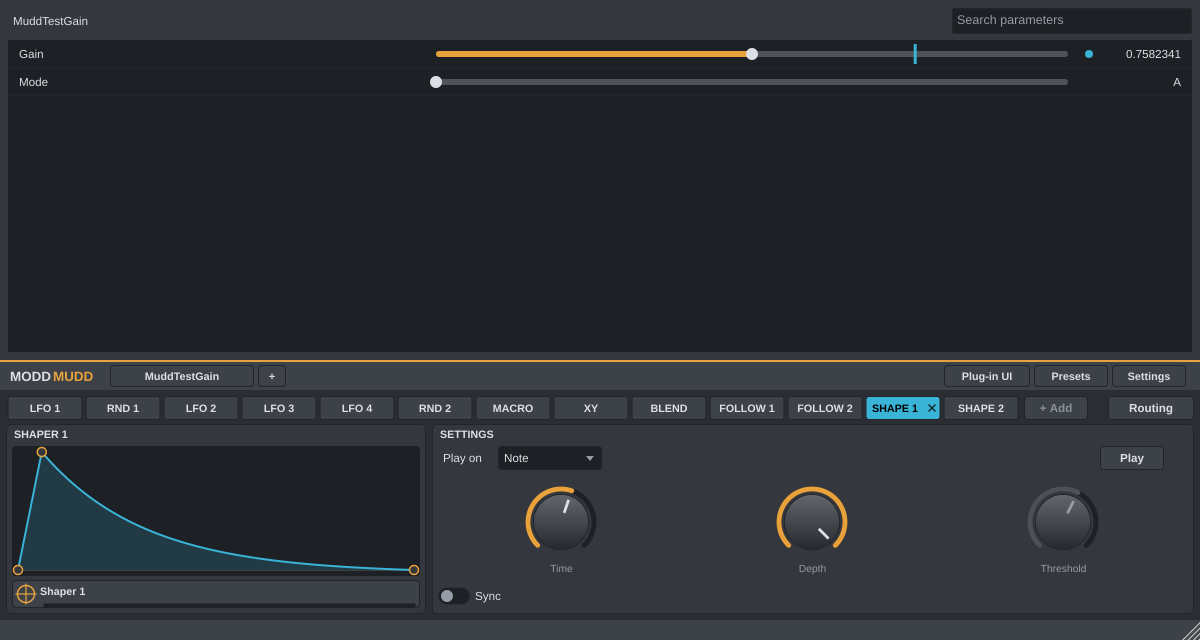 MuddTestGain
Search parameters
Gain
0.7582341
Mode
A
MODDMUDD
MuddTestGain
+
Plug-in UI
Presets
Settings
LFO 1
RND 1
LFO 2
LFO 3
LFO 4
RND 2
MACRO
XY
BLEND
FOLLOW 1
FOLLOW 2
SHAPE 1
SHAPE 2
+ Add
Routing
SHAPER 1
Shaper 1
SETTINGS
Play on
Note
Play
Time
Depth
Threshold
Sync